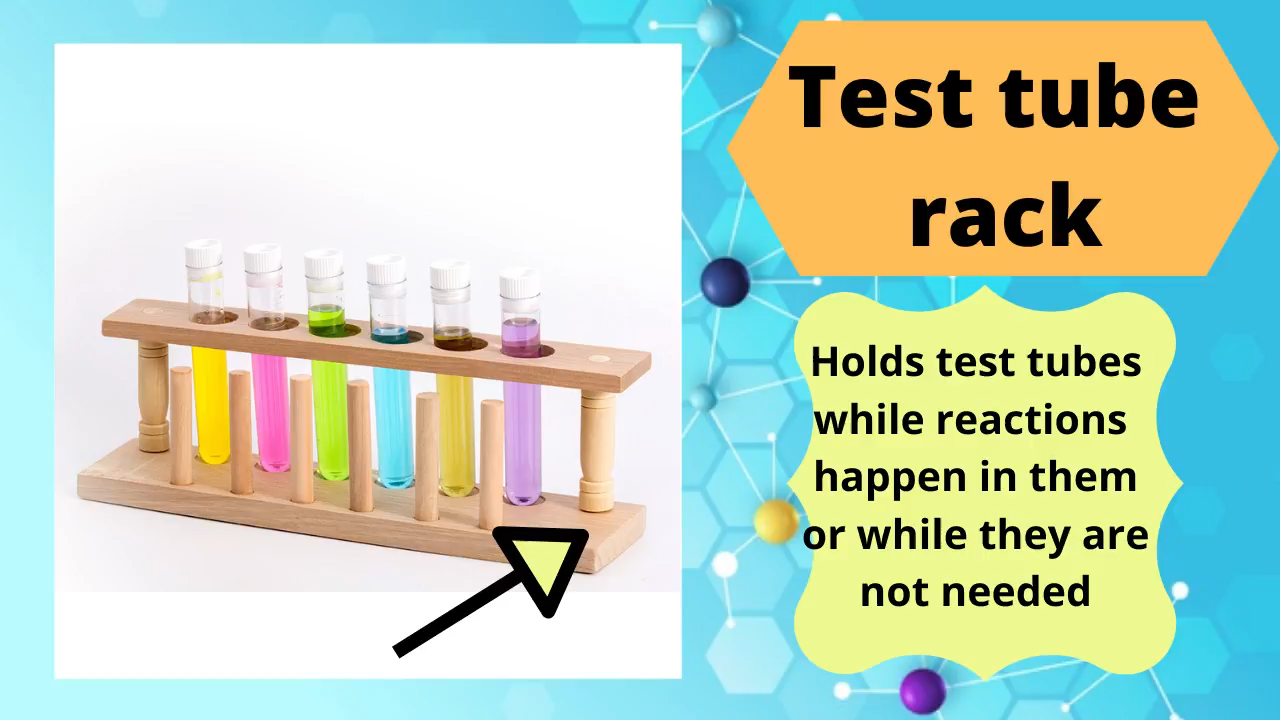 Test tube
rack
Holds test tubes
while reactions
happen in them
or while they are
not needed